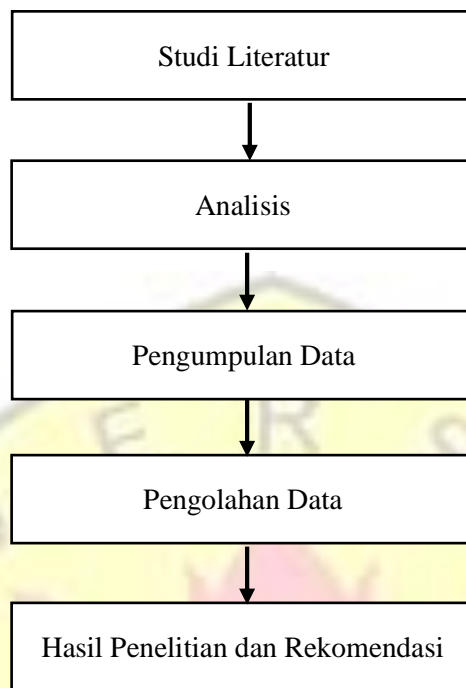 Studi Literatur
Analisis
Pengumpulan Data
E R S
Pengolahan Data
Hasil Penelitian dan Rekomendasi